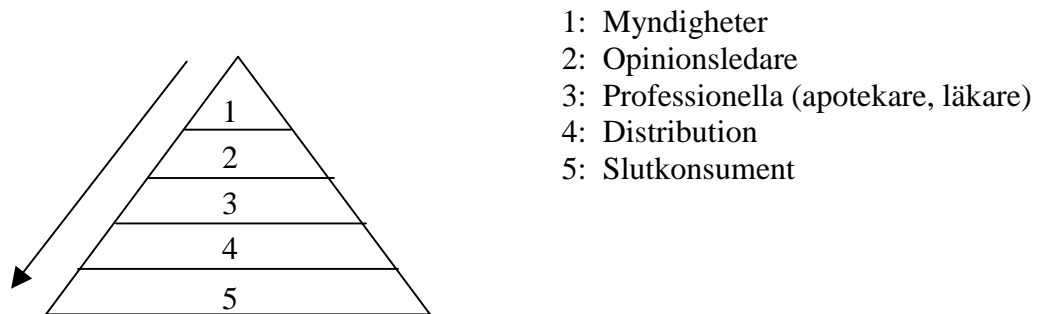 1: Myndigheter
2: Opinionsledare
3: Professionella (apotekare, läkare)
4: Distribution
5: Slutkonsument
1
2
3
4
5